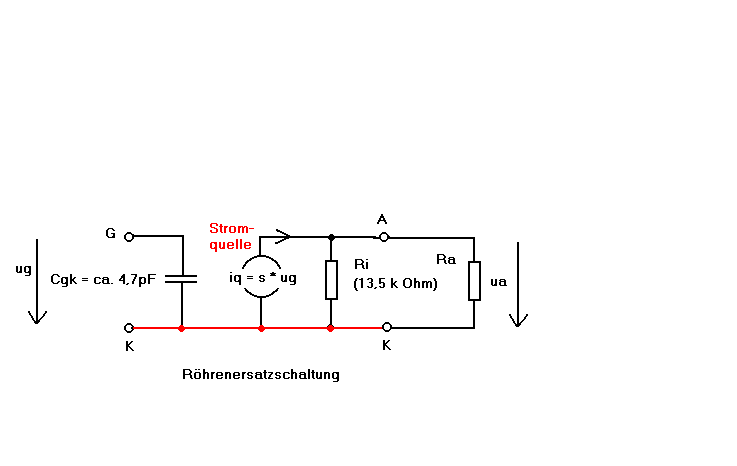 A
G
Strom-
quelle
ug
Cgk = ca. 4,7pF
iq = s * ug
Ri
(13,5 k Ohm)
Ra
ua
K
K
Röhrenersatzschaltung